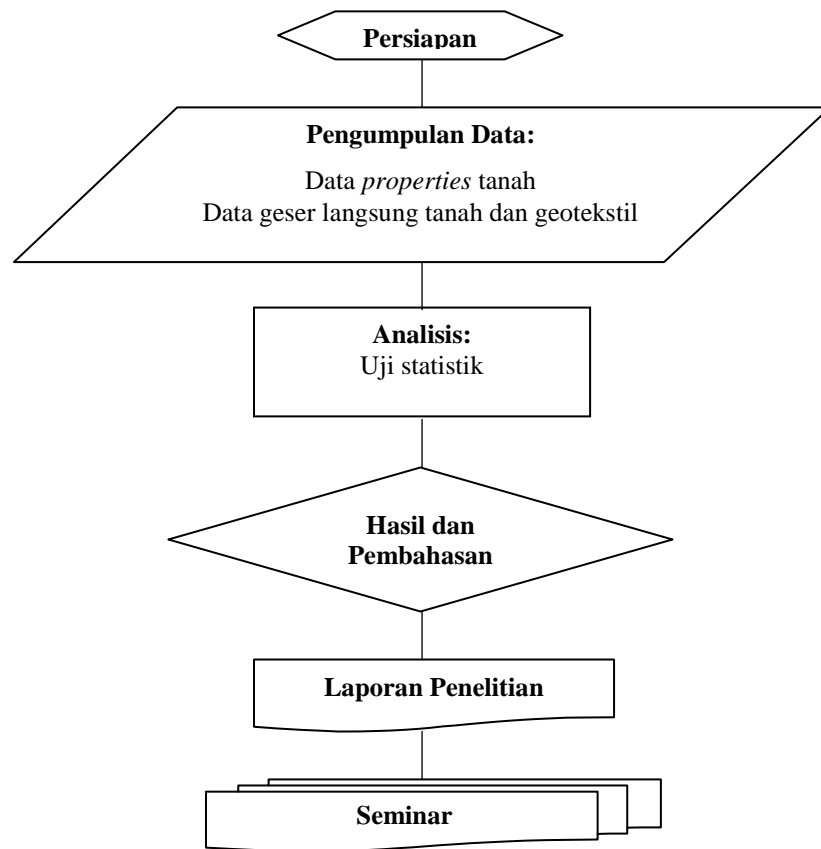 Persiapan
Pengumpulan Data:
Data properties tanah
Data geser langsung tanah dan geotekstil
Analisis:
Uji statistik
Hasil dan
Pembahasan
Laporan Penelitian
Seminar